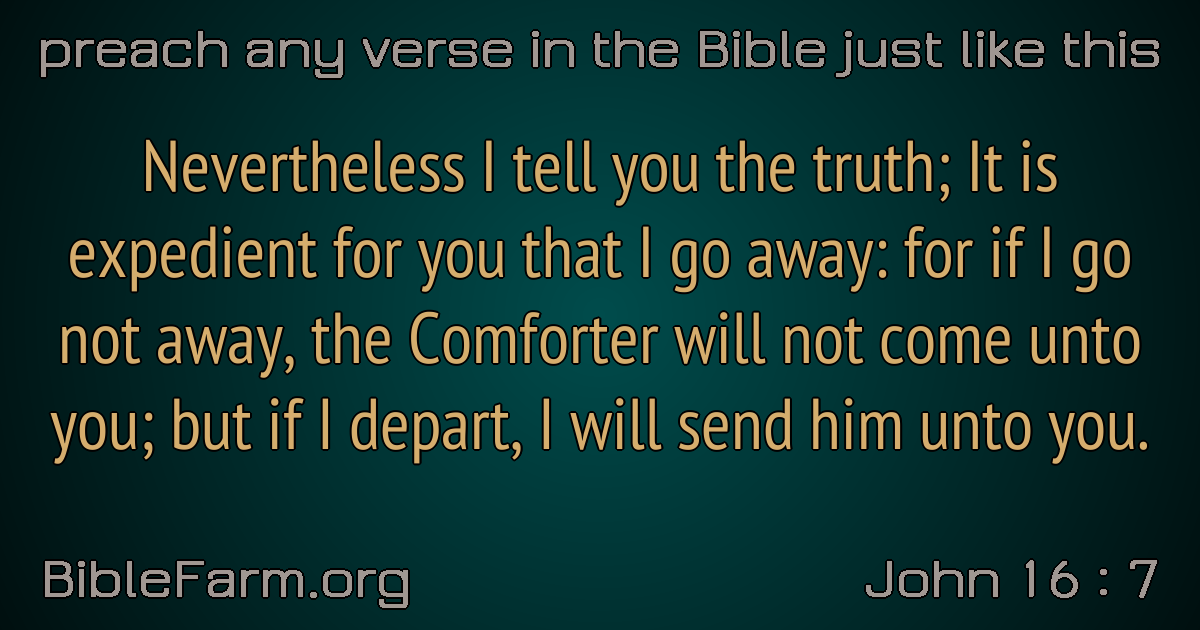 preach any verse in the Bible just like this
Nevertheless I tell you the truth; It is
expedient for you that I go away: for if I go
not away, the Comforter will not come unto
you; but if I depart, I will send him unto you.
BibleFarm.org
John 16 : 7